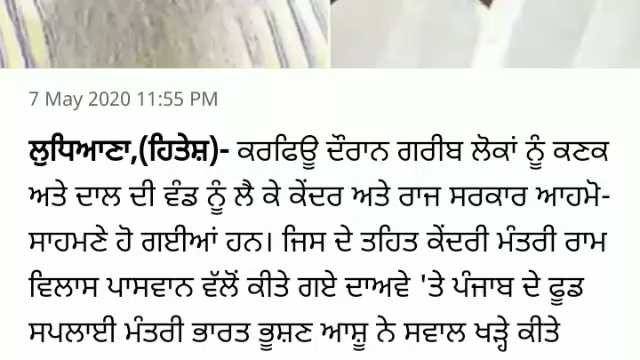 7 May 2020 11:55 PM
ਲੁਧਿਆਣਾ,(ਹਿਤੇਸ਼)- ਕਰਫਿਊ ਦੌਰਾਨ ਗਰੀਬ ਲੋਕਾਂ ਨੂੰ ਕਣਕ
ਅਤੇ ਦਾਲ ਦੀ ਵੰਡ ਨੂੰ ਲੈ ਕੇ ਕੇਂਦਰ ਅਤੇ ਰਾਜ ਸਰਕਾਰ ਆਹਮੋ-
ਸਾਹਮਣੇ ਹੋ ਗਈਆਂ ਹਨ। ਜਿਸ ਦੇ ਤਹਿਤ ਕੇਂਦਰੀ ਮੰਤਰੀ ਰਾਮ
ਵਿਲਾਸ ਪਾਸਵਾਨ ਵੱਲੋਂ ਕੀਤੇ ਗਏ ਦਾਅਵੇ 'ਤੇ ਪੰਜਾਬ ਦੇ ਫੂਡ
ਸਪਲਾਈ ਮੰਤਰੀ ਭਾਰਤ ਭੂਸ਼ਣ ਆਸ਼ੂ ਨੇ ਸਵਾਲ ਖੜ੍ਹੇ ਕੀਤੇ